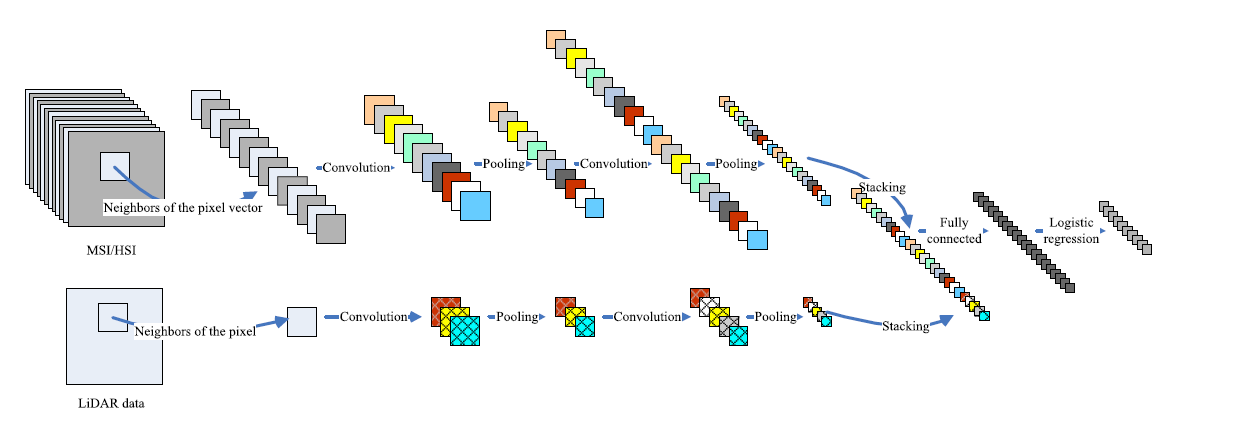 Convolution
Pooling
Convolution
Pooling
Neighbors of the pixel vector
MSI/HSI
Stacking
Fully
connected
Logistic
regression
Neighbors of the pixel
Convolution
Pooling
Convolution
Pooling
Stacking
LiDAR data